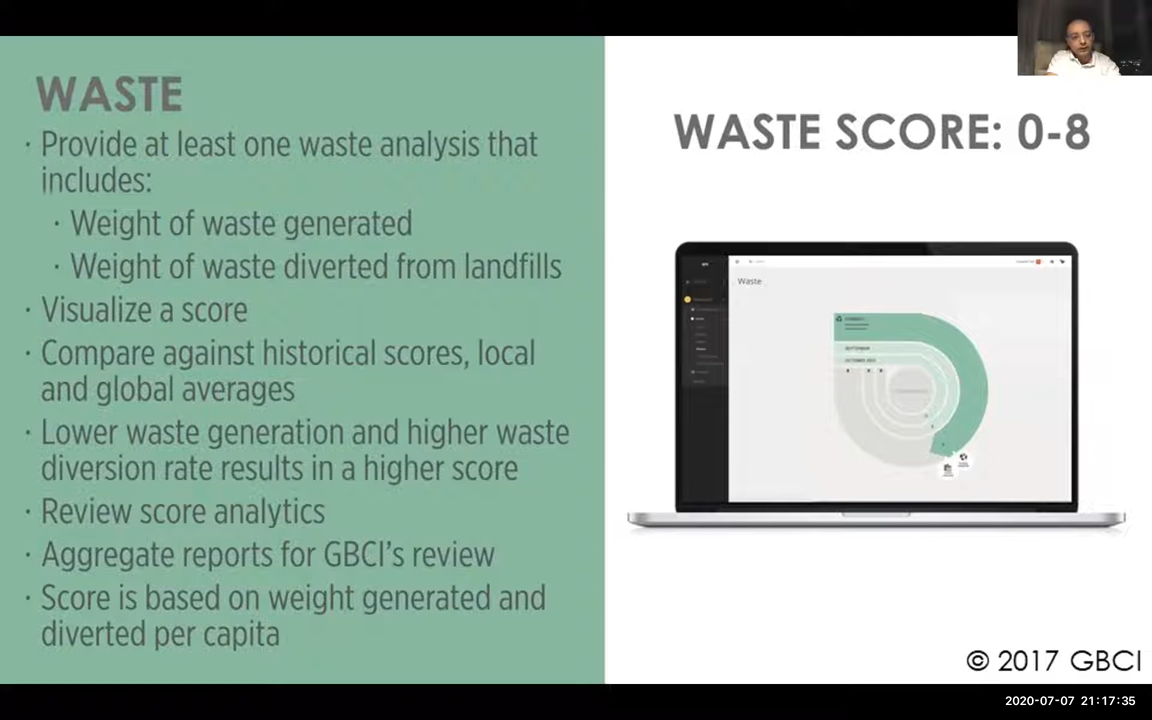 WASTE
· Provide at least one waste analysis that
includes:
· Weight of waste generated
· Weight of waste diverted from landfills
· Visualize a score
· Compare against historical scores, local
and global averages
· Lower waste generation and higher waste
diversion rate results in a higher score
· Review score analytics
· Aggregate reports for GBCI’s review
· Score is based on weight generated and
diverted per capita
WASTE SCORE: 0-8
Waste
SEPTEMBER
© 2017 GBCI
2020-07-07 21:17:35